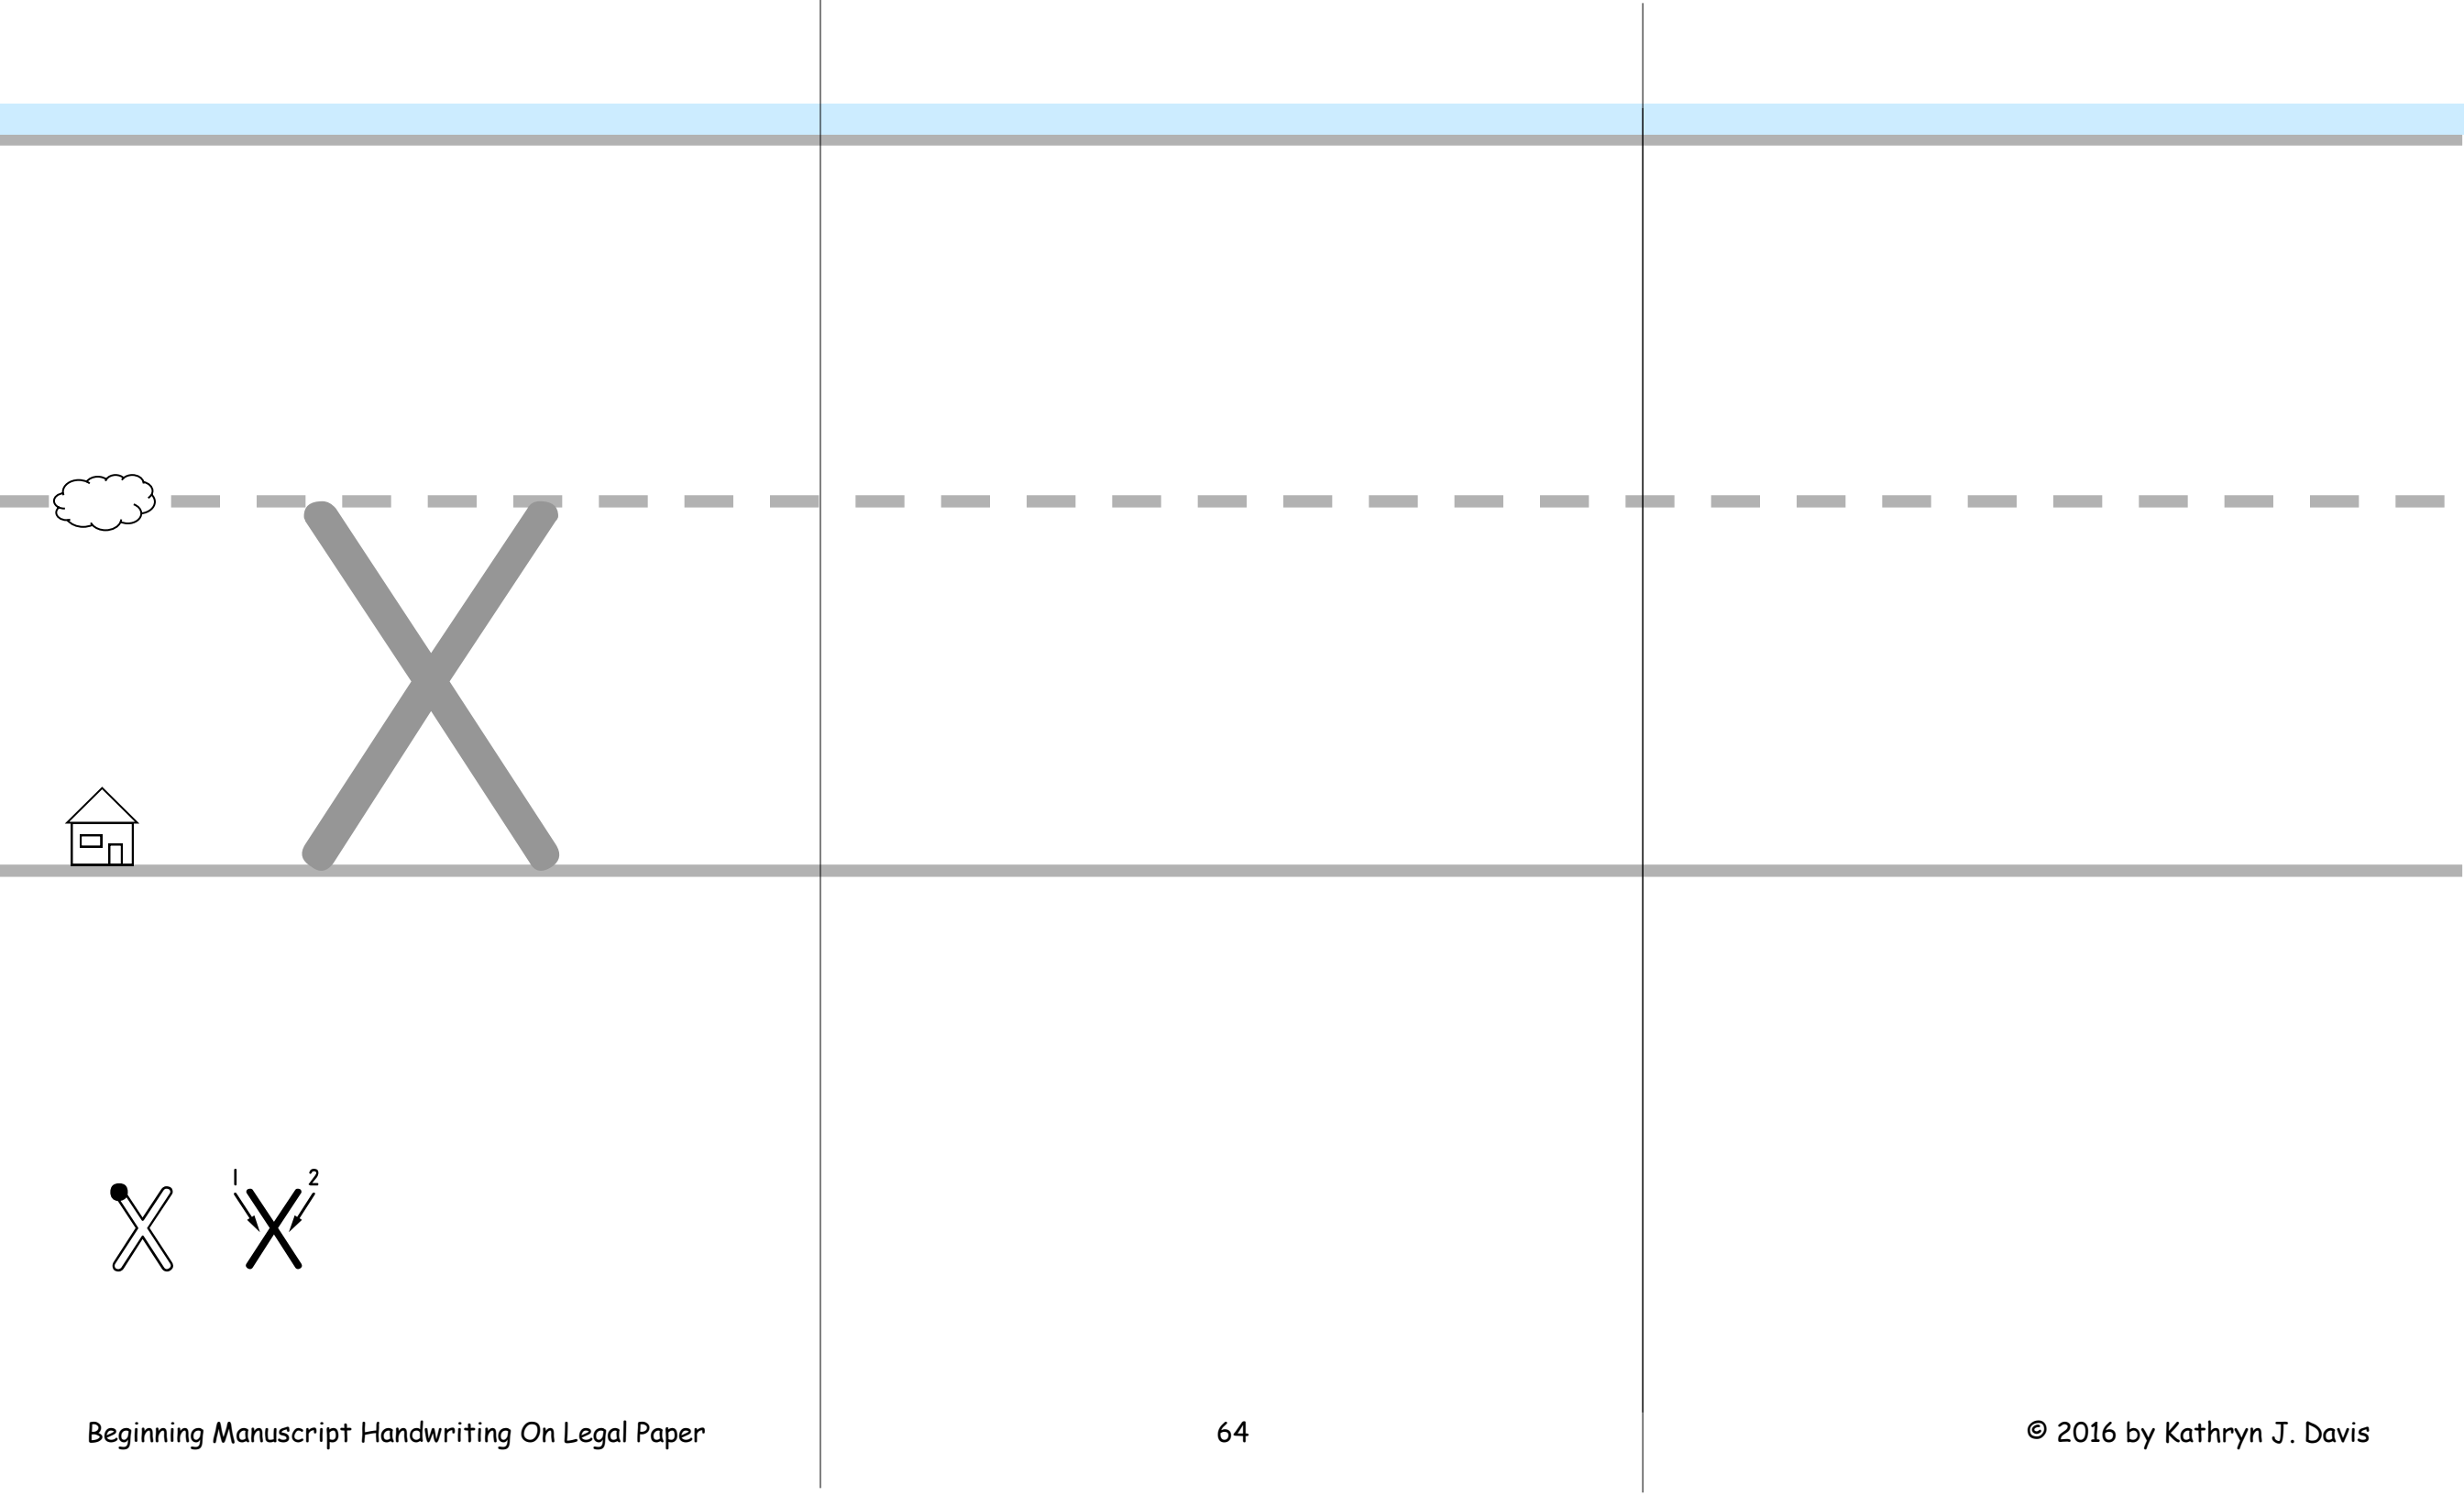 x
1 2
x x
Beginning Manuscript Handwriting On Legal Paper 64 © 2016 by Kathryn J. Davis